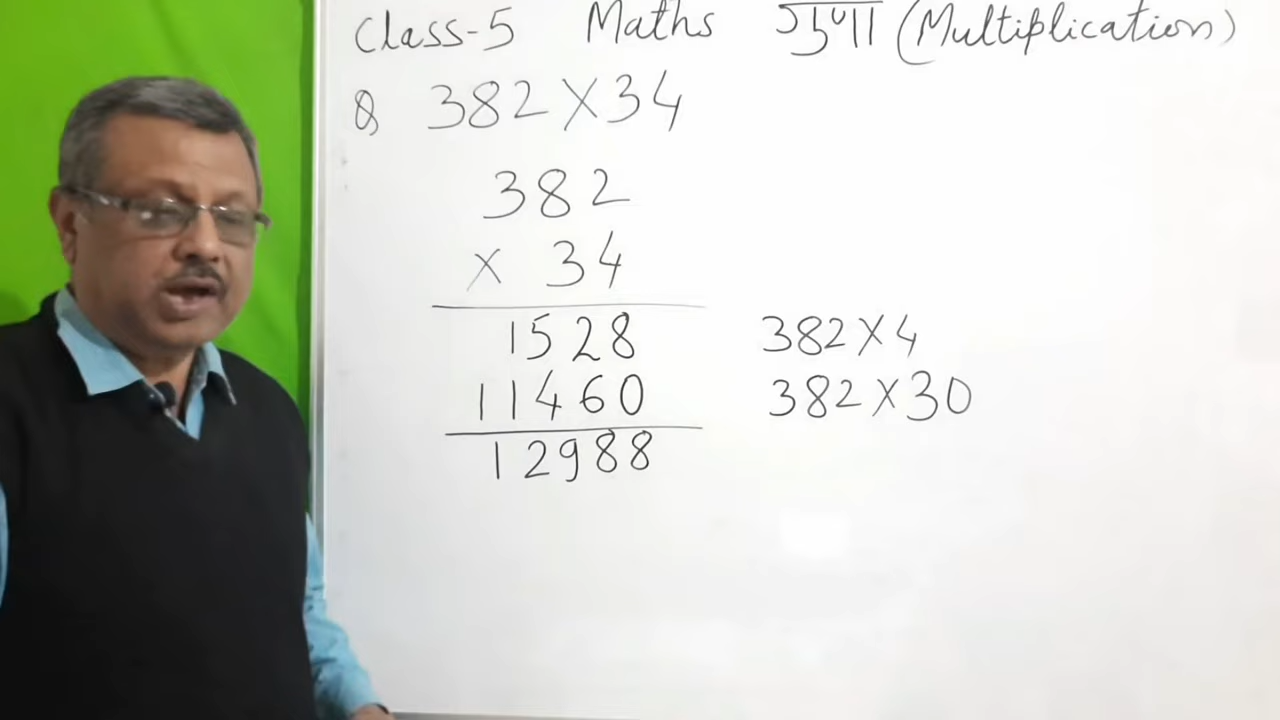 Class-5 Maths गुणा (Multiplication)
Q 382 X 34
382
X 34
1528 382 X 4
11460 382 X 30
12988